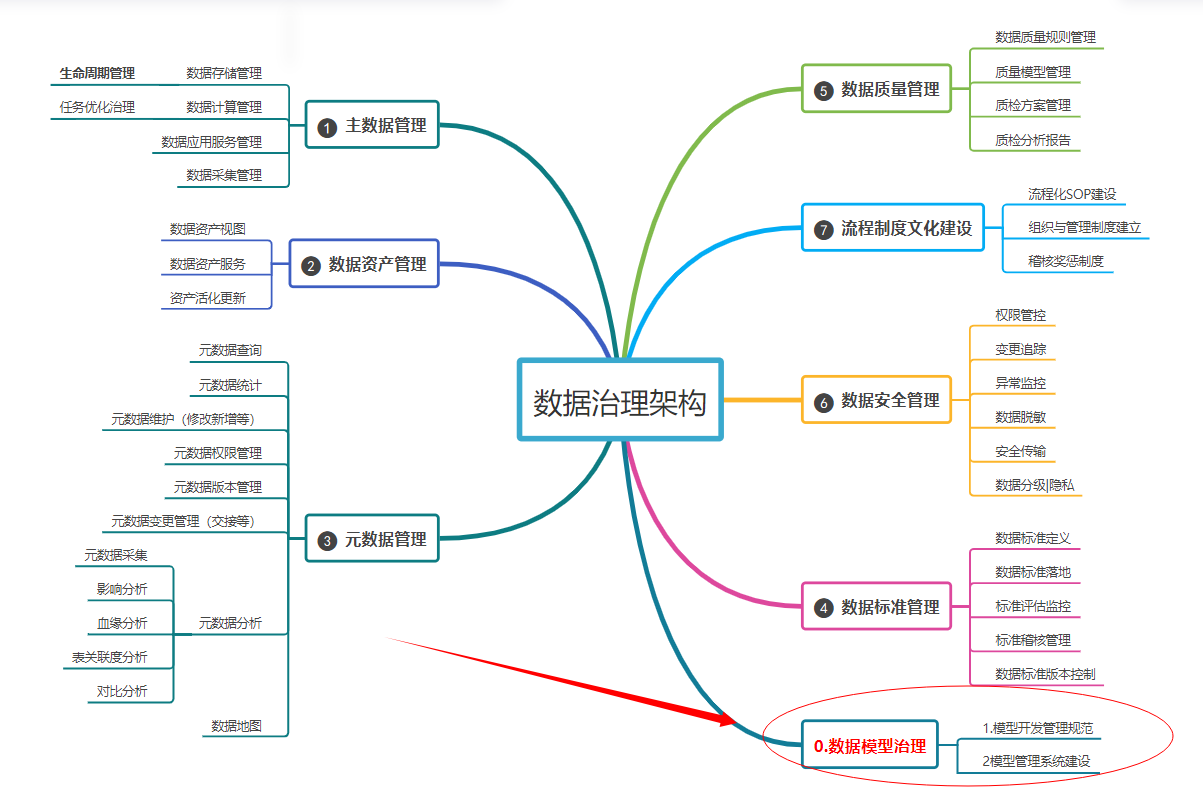 数据治理架构
❶ 主数据管理
数据存储管理
生命周期管理
数据计算管理
任务优化治理
数据应用服务管理
数据采集管理
❷ 数据资产管理
数据资产视图
数据资产服务
资产活化更新
❸ 元数据管理
元数据查询
元数据统计
元数据维护（修改新增等）
元数据权限管理
元数据版本管理
元数据变更管理（交接等）
元数据分析
元数据采集
影响分析
血缘分析
表关联度分析
对比分析
数据地图
❺ 数据质量管理
数据质量规则管理
质量模型管理
质检方案管理
质检分析报告
❼ 流程制度文化建设
流程化SOP建设
组织与管理制度建立
稽核奖惩制度
❻ 数据安全管理
权限管控
变更追踪
异常监控
数据脱敏
安全传输
数据分级|隐私
❹ 数据标准管理
数据标准定义
数据标准落地
标准评估监控
标准稽核管理
数据标准版本控制
0.数据模型治理
1.模型开发管理规范
2模型管理系统建设